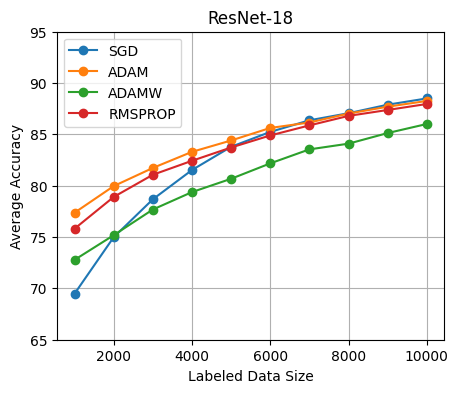 ResNet-18
95
90
85
80
75
70
65
Average Accuracy
SGD
ADAM
ADAMW
RMSPROP
2000 4000 6000 8000 10000
Labeled Data Size